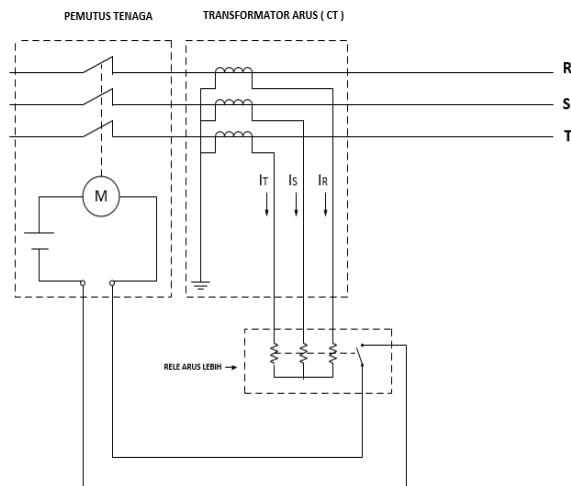 PEMUTUS TENAGA
TRANSFORMATOR ARUS ( CT )
R
S
T
M
IT IS IR
RELE ARUS LEBIH